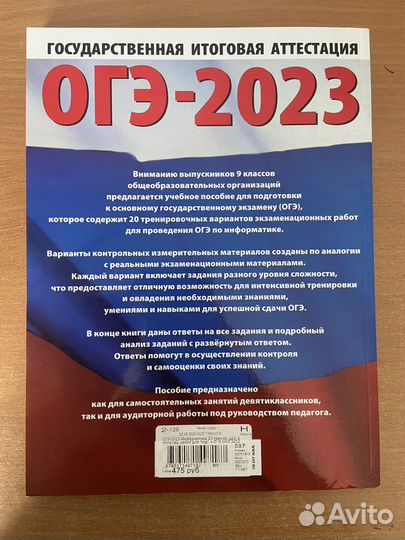 ГОСУДАРСТВЕННАЯ ИТОГОВАЯ АТТЕСТАЦИЯ
ОГЭ-2023
Вниманию выпускников 9 классов
общеобразовательных организаций
предлагается учебное пособие для подготовки
к основному государственному экзамену (ОГЭ),
которое содержит 20 тренировочных вариантов экзаменационных работ
для проведения ОГЭ по информатике.
Варианты контрольных измерительных материалов созданы по аналогии
с реальными экзаменационными материалами.
Каждый вариант включает задания разного уровня сложности,
что предоставляет отличную возможность для интенсивной тренировки
и овладения необходимыми знаниями,
умениями и навыками для успешной сдачи ОГЭ.
В конце книги даны ответы на все задания и подробный
анализ заданий с развёрнутым ответом.
Ответы помогут в осуществлении контроля
и самооценки своих знаний.
Пособие предназначено
как для самостоятельных занятий девятиклассников,
так и для аудиторной работы под руководством педагога.
2-126
Н
597
Цена: 475 руб
Avito